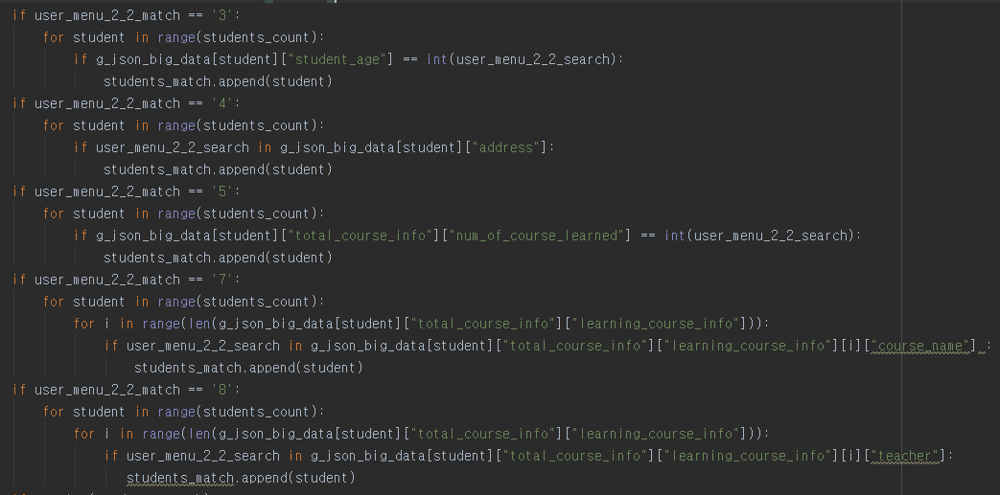 if user_menu_2_2_match == '3':
    for student in range(students_count):
        if g_json_big_data[student]["student_age"] == int(user_menu_2_2_search):
            students_match.append(student)
if user_menu_2_2_match == '4':
    for student in range(students_count):
        if user_menu_2_2_search in g_json_big_data[student]["address"]:
            students_match.append(student)
if user_menu_2_2_match == '5':
    for student in range(students_count):
        if g_json_big_data[student]["total_course_info"]["num_of_course_learned"] == int(user_menu_2_2_search):
            students_match.append(student)
if user_menu_2_2_match == '7':
    for student in range(students_count):
        for i in range(len(g_json_big_data[student]["total_course_info"]["learning_course_info"])):
            if user_menu_2_2_search in g_json_big_data[student]["total_course_info"]["learning_course_info"][i]["course_name"] :
                students_match.append(student)
if user_menu_2_2_match == '8':
    for student in range(students_count):
        for i in range(len(g_json_big_data[student]["total_course_info"]["learning_course_info"])):
            if user_menu_2_2_search in g_json_big_data[student]["total_course_info"]["learning_course_info"][i]["teacher"]:
               students_match.append(student)